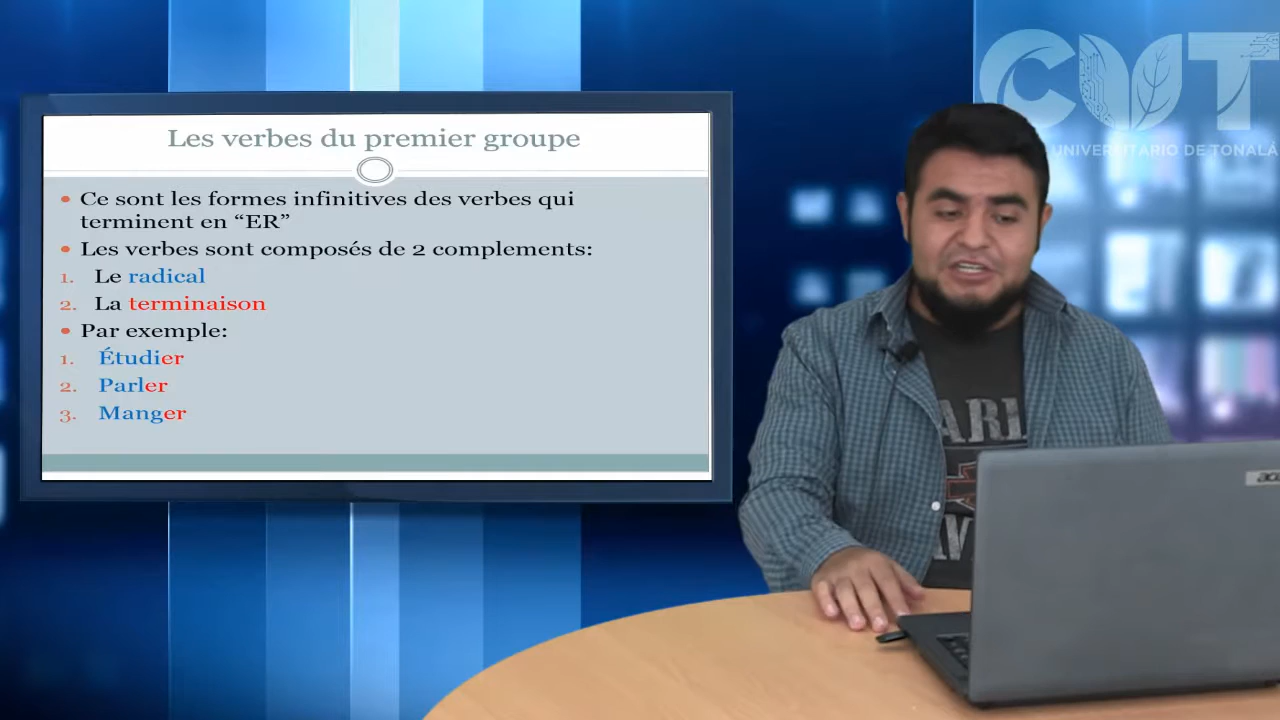 CUT
UNIVERSITARIO DE TONALÁ
Les verbes du premier groupe
• Ce sont les formes infinitives des verbes qui
terminent en “ER”
• Les verbes sont composés de 2 complements:
1. Le radical
2. La terminaison
• Par exemple:
1. Étudier
2. Parler
3. Manger
acer